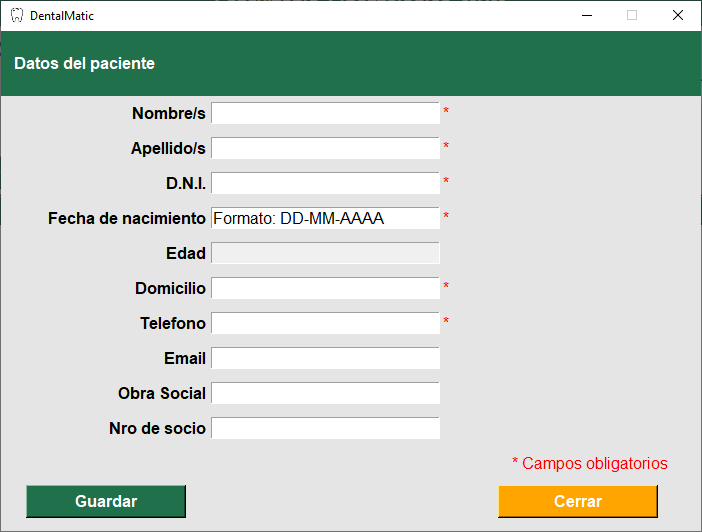 DentalMatic
Datos del paciente
Nombre/s *
Apellido/s *
D.N.I. *
Fecha de nacimiento Formato: DD-MM-AAAA *
Edad
Domicilio *
Telefono *
Email
Obra Social
Nro de socio
* Campos obligatorios
Guardar Cerrar